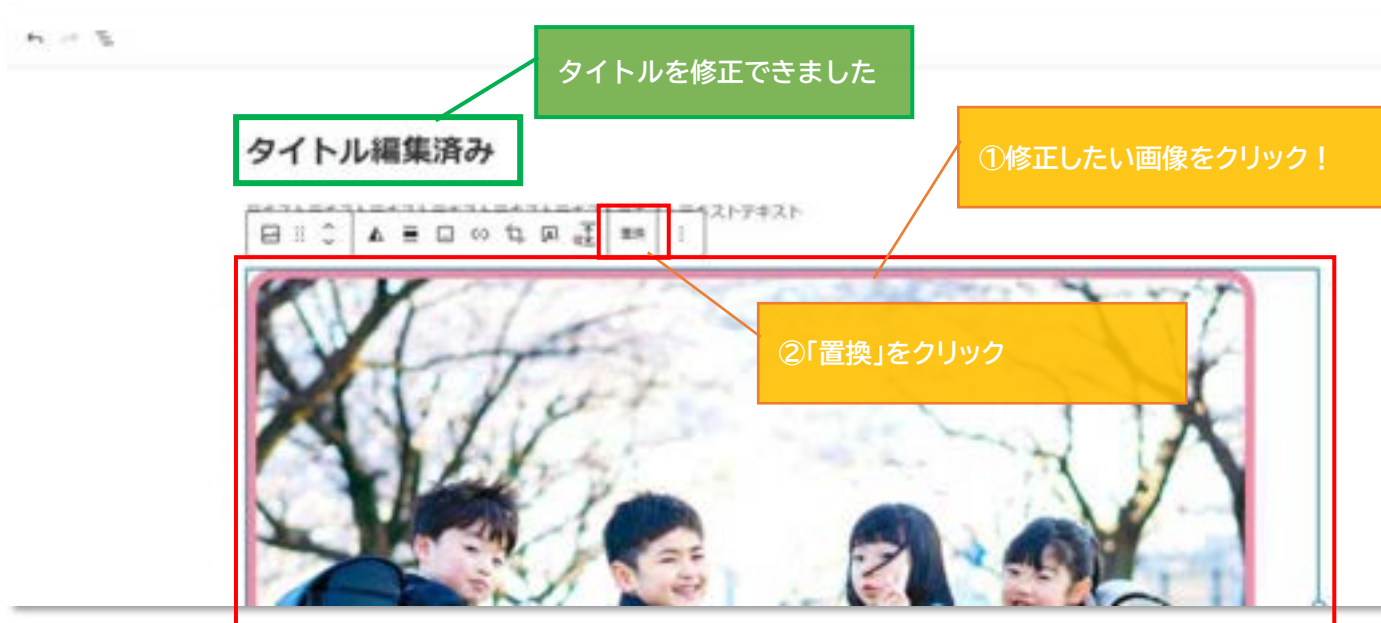 タイトルを修正できました
タイトル編集済み
①修正したい画像をクリック！
テキストテキスト
置換
②「置換」をクリック